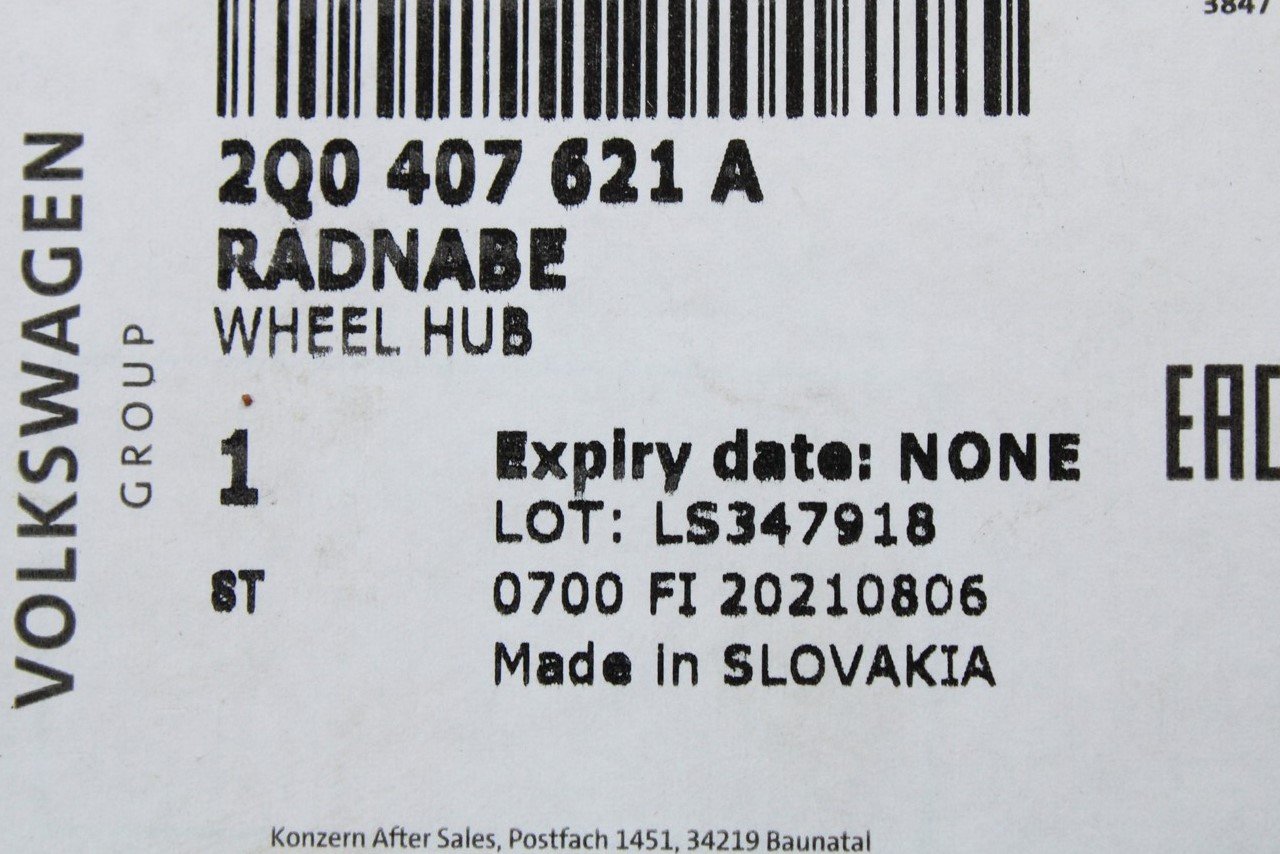 3847
2Q0 407 621 A
RADNABE
WHEEL HUB
VOLKSWAGEN
GROUP
1
Expiry date: NONE
EAC
LOT: LS347918
ST
0700 FI 20210806
Made in SLOVAKIA
Konzern After Sales, Postfach 1451, 34219 Baunatal